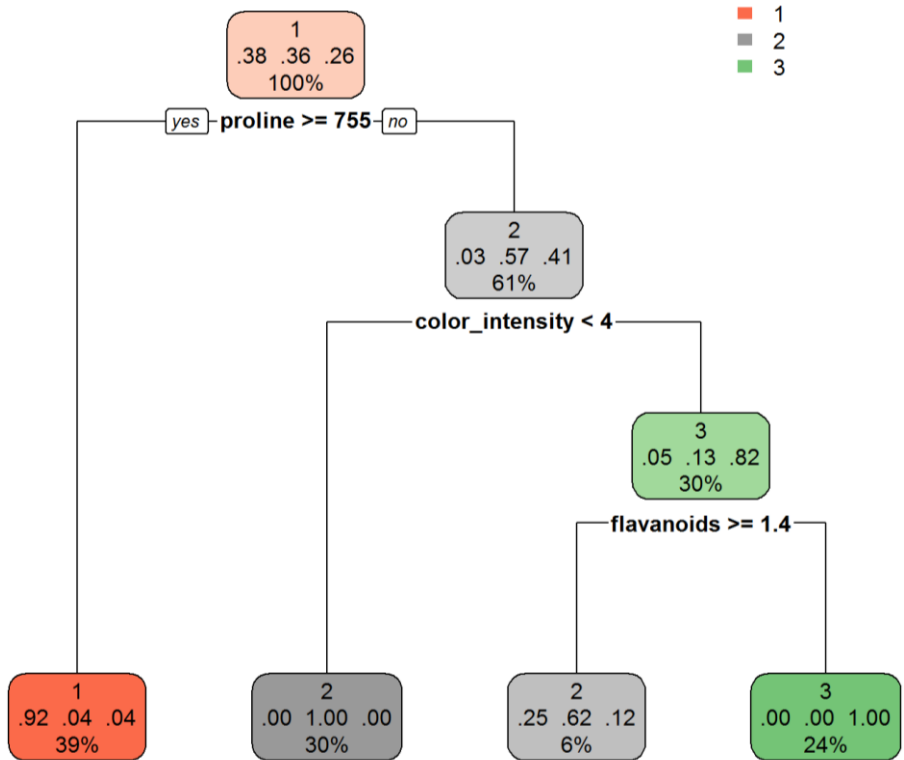 1
.38 .36 .26
100%
1
2
3
yes proline >= 755 no
2
.03 .57 .41
61%
color_intensity < 4
3
.05 .13 .82
30%
flavanoids >= 1.4
1
.92 .04 .04
39%
2
.00 1.00 .00
30%
2
.25 .62 .12
6%
3
.00 .00 1.00
24%